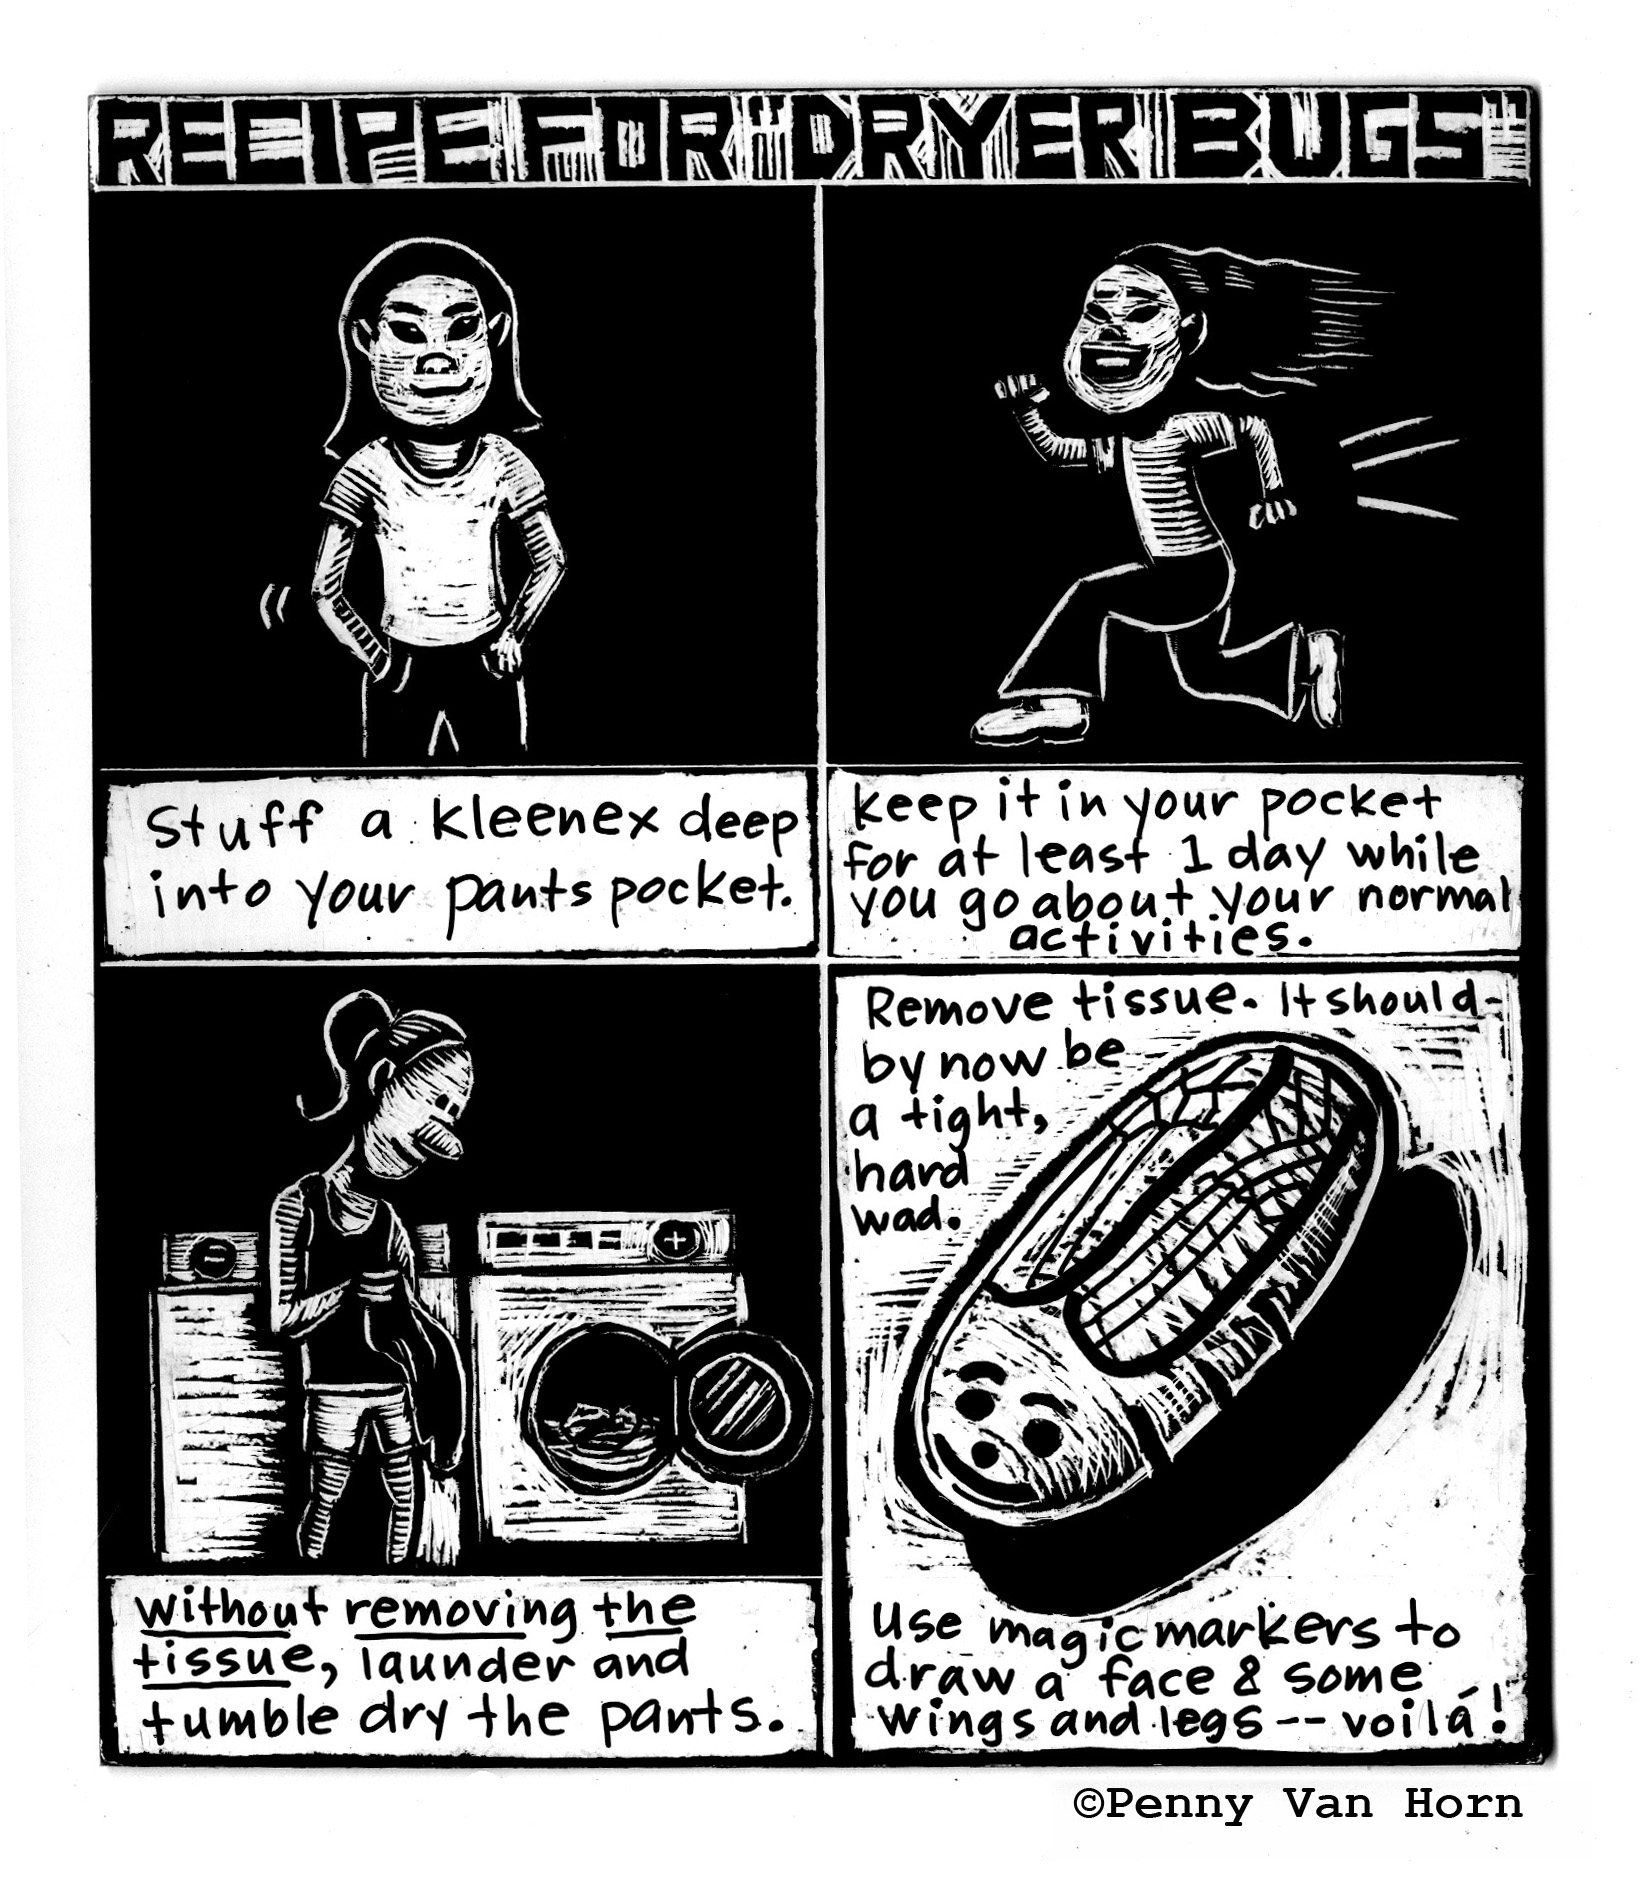 RECIPE FOR "DRYER BUGS"
Stuff a kleenex deep
into your pants pocket.
Keep it in your pocket
for at least 1 day while
you go about your normal
activities.
without removing the
tissue, launder and
tumble dry the pants.
Remove tissue. It should-
by now be
a tight,
hard
wad.
Use magic markers to
draw a face & some
wings and legs -- voilá!
©Penny Van Horn